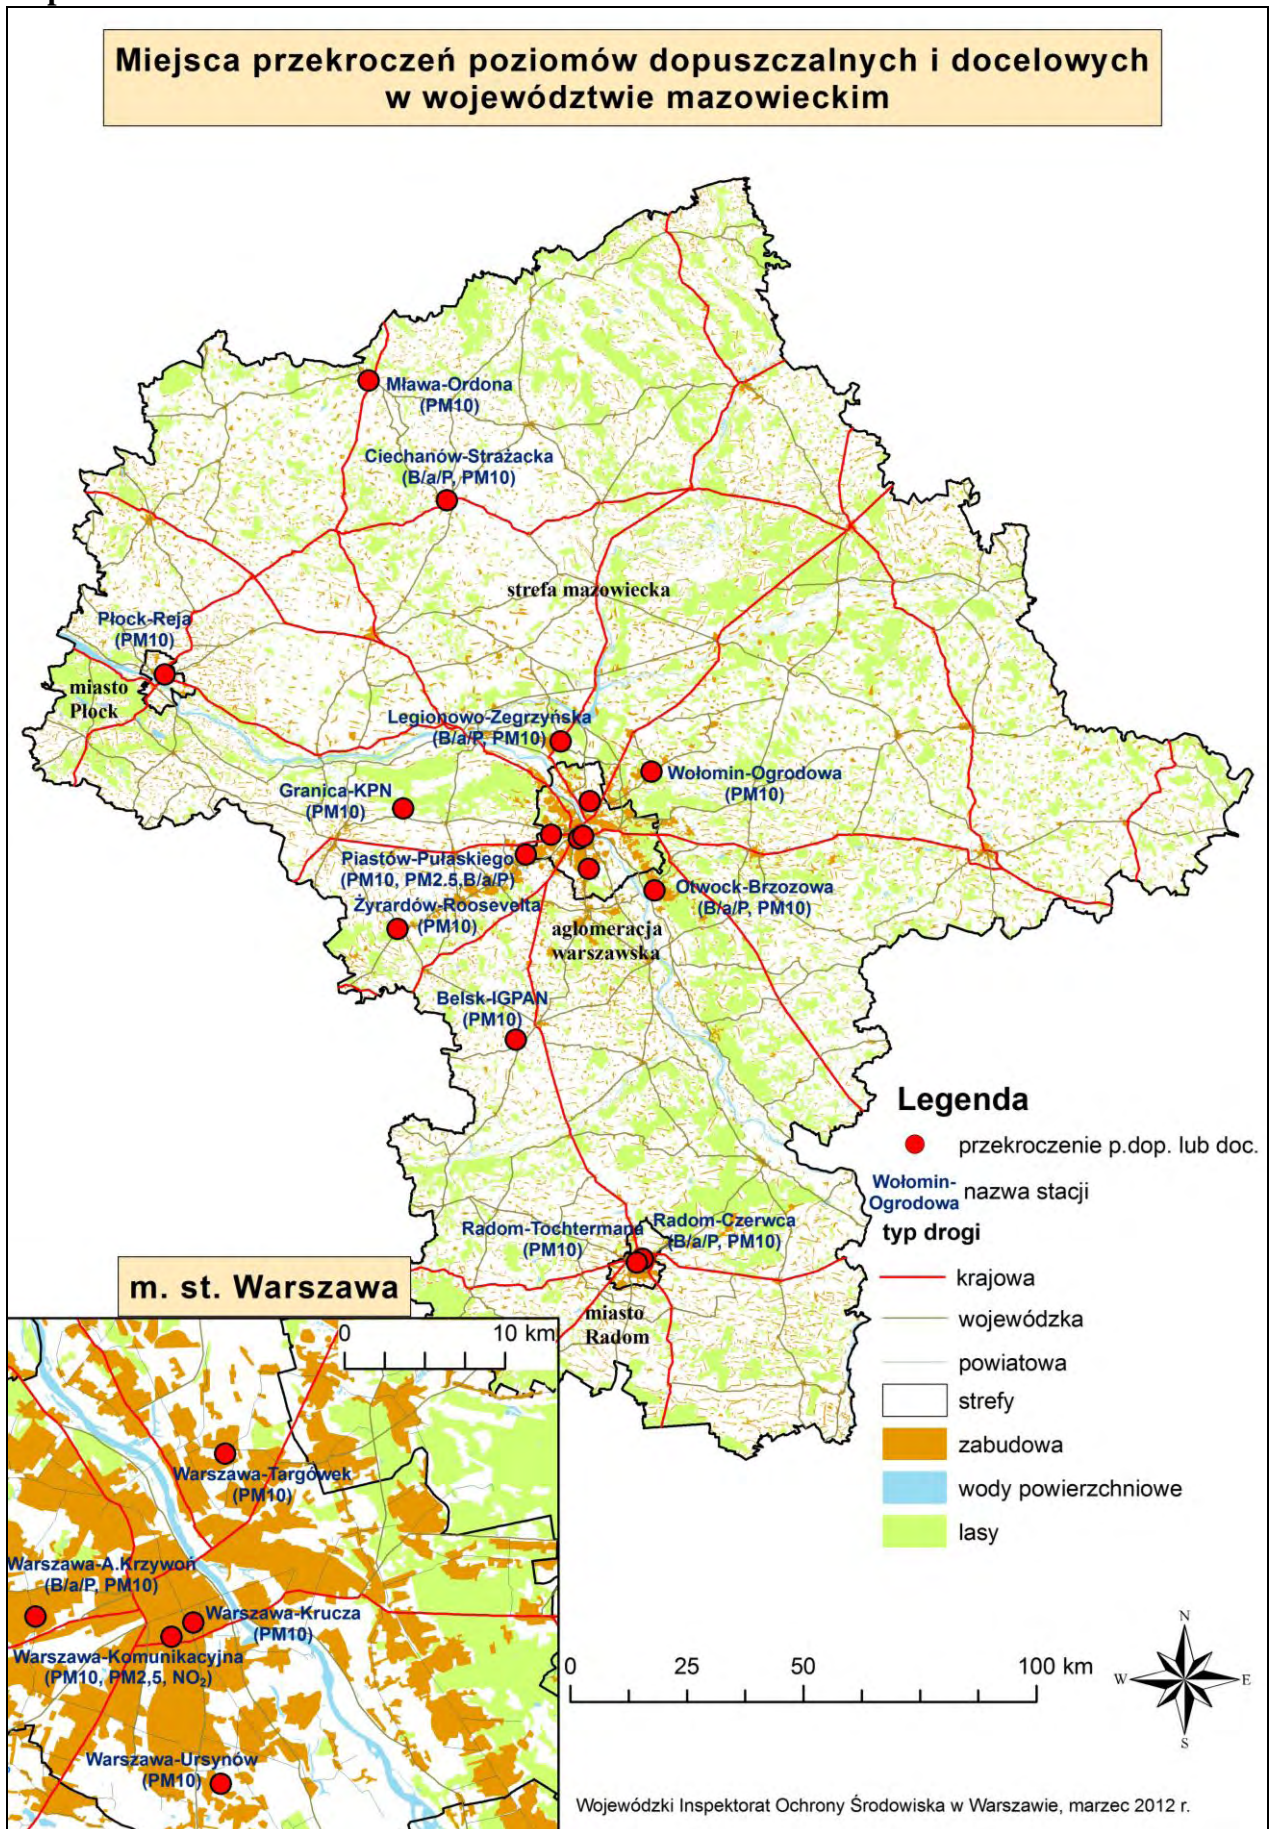 Miejsca przekroczeń poziomów dopuszczalnych i docelowych
w województwie mazowieckim
Mława-Ordona
(PM10)
Ciechanów-Strażacka
(B/a/P, PM10)
strefa mazowiecka
Płock-Reja
(PM10)
miasto
Płock
Legionowo-Zegrzyńska
(B/a/P, PM10)
Wołomin-Ogrodowa
(PM10)
Granica-KPN
(PM10)
Piastów-Pułaskiego
(PM10, PM2.5,B/a/P)
Otwock-Brzozowa
(B/a/P, PM10)
Żyrardów-Roosevelta
(PM10)
aglomeracja
warszawska
Belsk-IGPAN
(PM10)
Radom-Tochtermana
(PM10)
Radom-Czerwca
(B/a/P, PM10)
miasto
Radom
Legenda
przekroczenie p.dop. lub doc.
Wołomin-
Ogrodowa
nazwa stacji
typ drogi
krajowa
wojewódzka
powiatowa
strefy
zabudowa
wody powierzchniowe
lasy
m. st. Warszawa
0 10 km
Warszawa-Targówek
(PM10)
Warszawa-A.Krzywoń
(B/a/P, PM10)
Warszawa-Krucza
(PM10)
Warszawa-Komunikacyjna
(PM10, PM2,5, NO₂)
Warszawa-Ursynów
(PM10)
0 25 50 100 km
N
W E
S
Wojewódzki Inspektorat Ochrony Środowiska w Warszawie, marzec 2012 r.